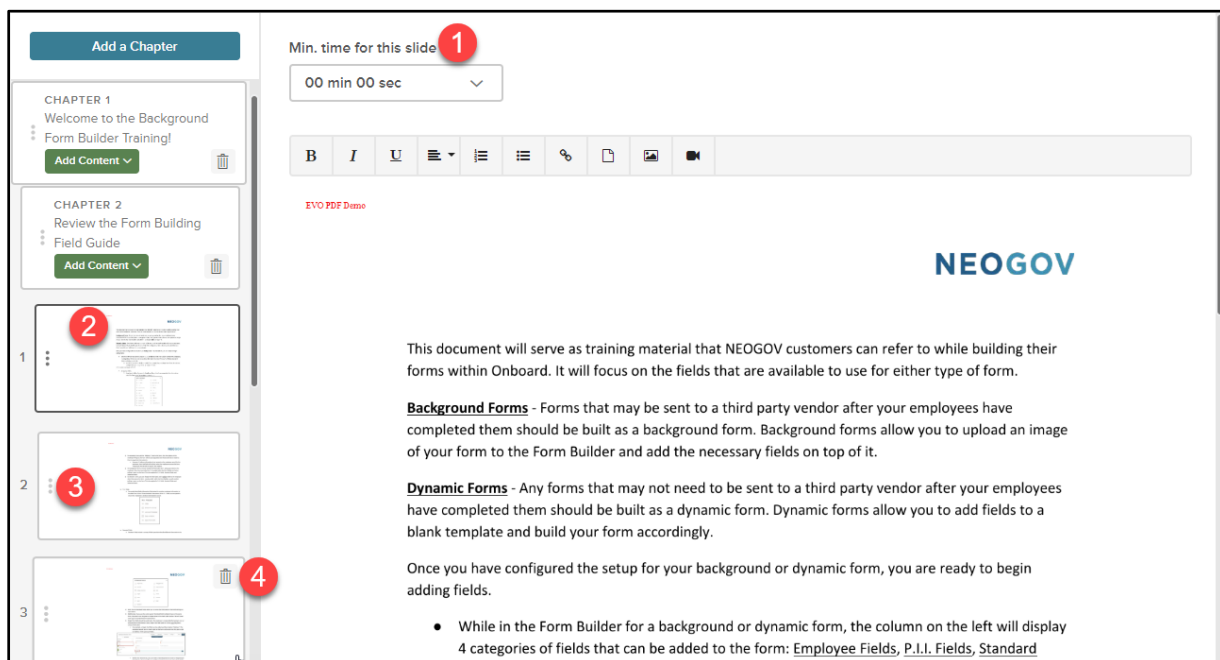 Add a Chapter
CHAPTER 1
Welcome to the Background
Form Builder Training!
Add Content
CHAPTER 2
Review the Form Building
Field Guide
Add Content
2
1
2
3
3
4
Min. time for this slide
1
00 min 00 sec
B I U
EVO PDF Demo
NEOGOV
This document will serve as training material that NEOGOV customers can refer to while building their
forms within Onboard. It will focus on the fields that are available to use for either type of form.
Background Forms - Forms that may be sent to a third party vendor after your employees have
completed them should be built as a background form. Background forms allow you to upload an image
of your form to the Form Builder and add the necessary fields on top of it.
Dynamic Forms - Any forms that may not need to be sent to a third party vendor after your employees
have completed them should be built as a dynamic form. Dynamic forms allow you to add fields to a
blank template and build your form accordingly.
Once you have configured the setup for your background or dynamic form, you are ready to begin
adding fields.
● While in the Form Builder for a background or dynamic form, the column on the left will display
4 categories of fields that can be added to the form: Employee Fields, P.I.I. Fields, Standard